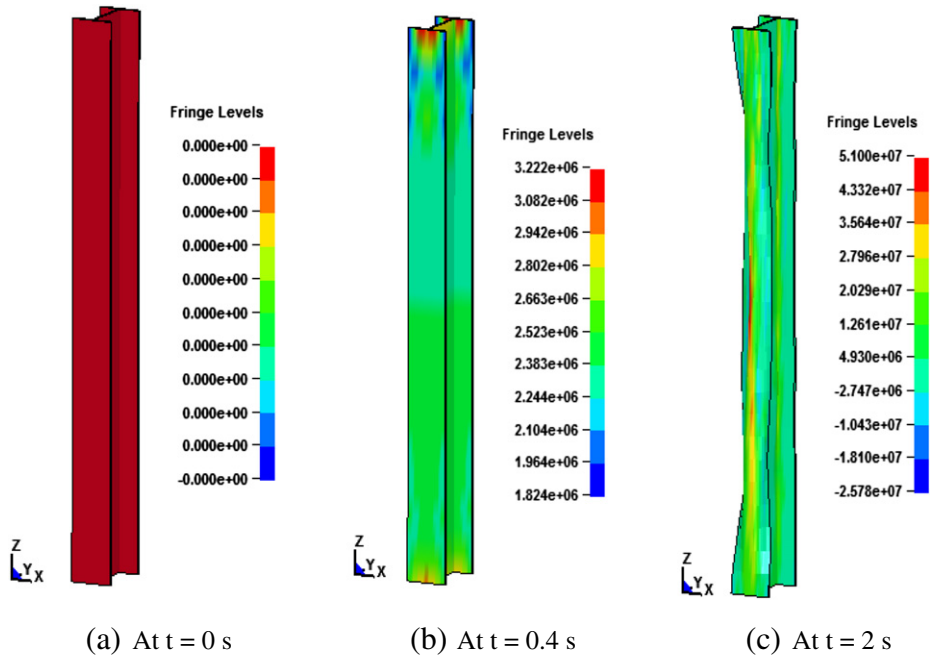 Fringe Levels
0.000e+00
0.000e+00
0.000e+00
0.000e+00
0.000e+00
0.000e+00
0.000e+00
0.000e+00
0.000e+00
0.000e+00
-0.000e+00
Z
Y X
(a) At t = 0 s
Fringe Levels
3.222e+06
3.082e+06
2.942e+06
2.802e+06
2.663e+06
2.523e+06
2.383e+06
2.244e+06
2.104e+06
1.964e+06
1.824e+06
Z
Y X
(b) At t = 0.4 s
Fringe Levels
5.100e+07
4.332e+07
3.564e+07
2.796e+07
2.029e+07
1.261e+07
4.930e+06
-2.747e+06
-1.043e+07
-1.810e+07
-2.578e+07
Z
Y X
(c) At t = 2 s